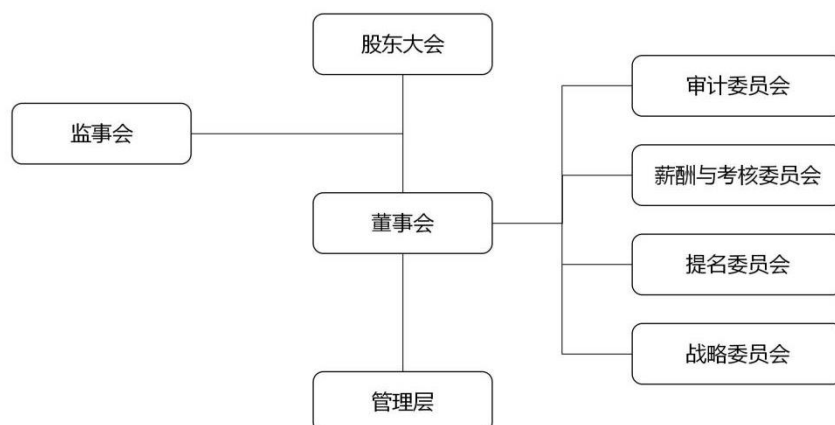 股东大会
监事会
董事会
管理层
审计委员会
薪酬与考核委员会
提名委员会
战略委员会